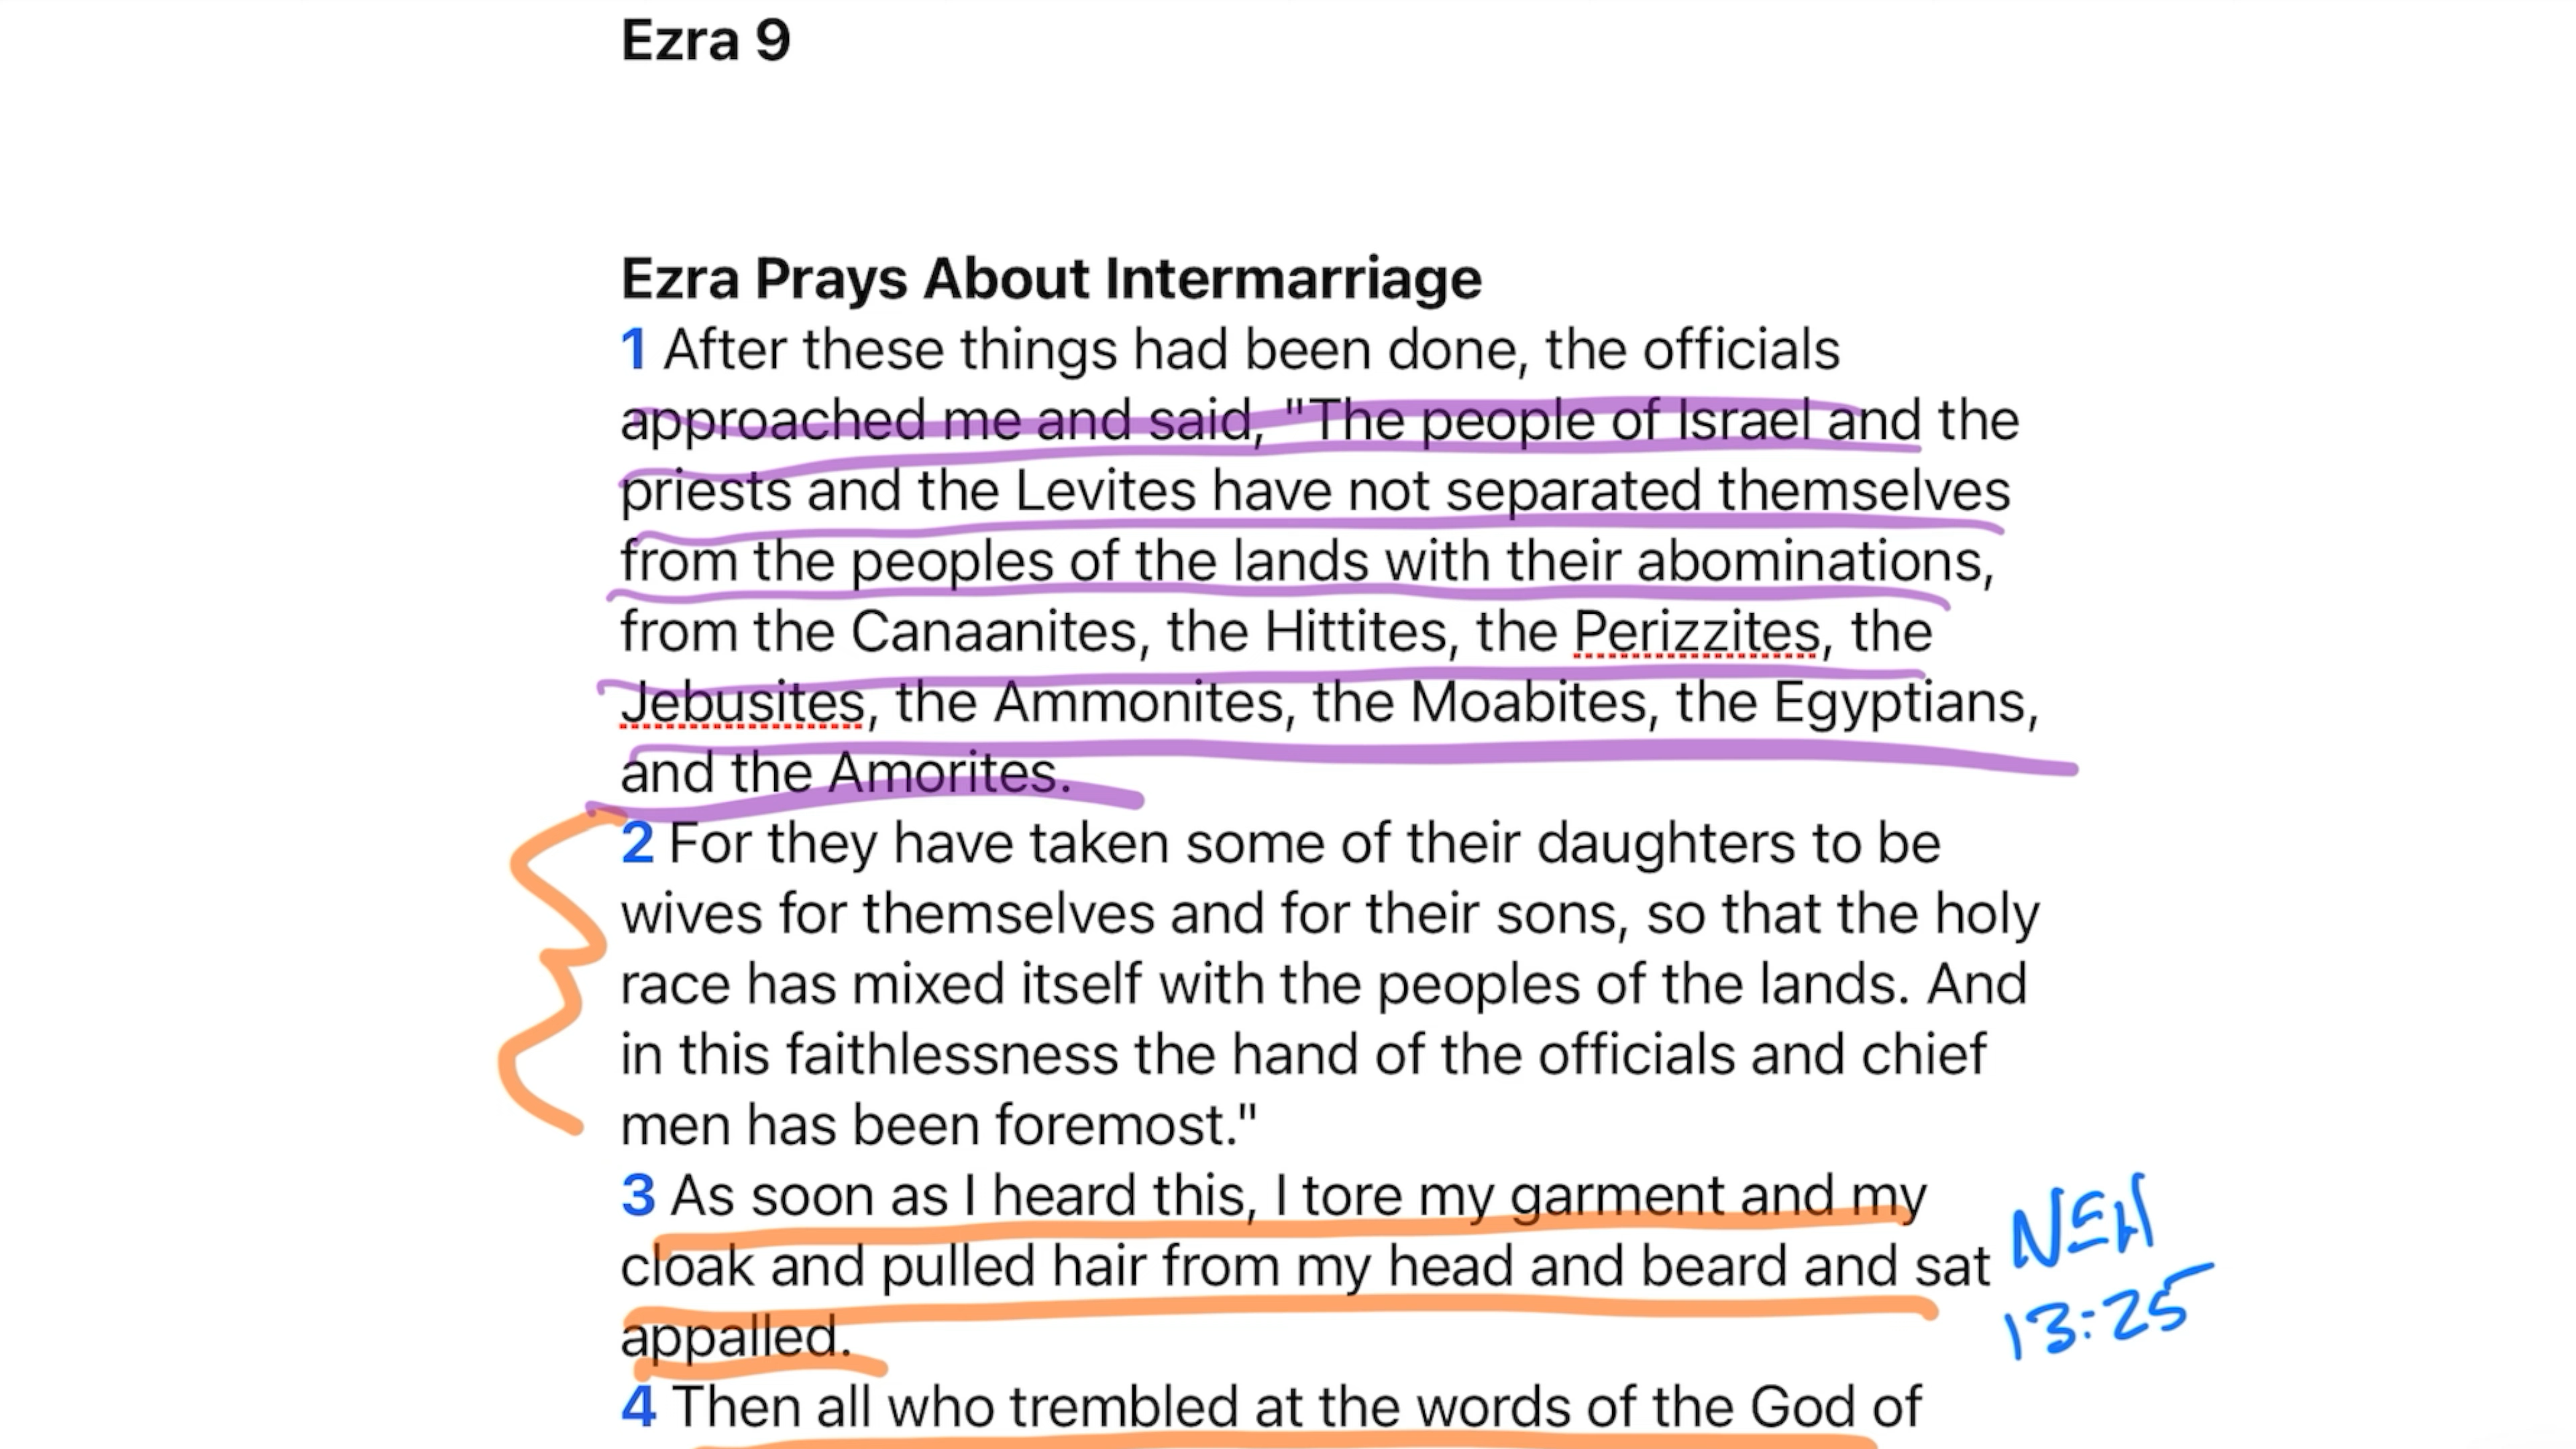 Ezra 9
Ezra Prays About Intermarriage
1 After these things had been done, the officials
approached me and said, "The people of Israel and the
priests and the Levites have not separated themselves
from the peoples of the lands with their abominations,
from the Canaanites, the Hittites, the Perizzites, the
Jebusites, the Ammonites, the Moabites, the Egyptians,
and the Amorites.
2 For they have taken some of their daughters to be
wives for themselves and for their sons, so that the holy
race has mixed itself with the peoples of the lands. And
in this faithlessness the hand of the officials and chief
men has been foremost."
3 As soon as I heard this, I tore my garment and my
cloak and pulled hair from my head and beard and sat
appalled.
NEH
13:25
4 Then all who trembled at the words of the God of